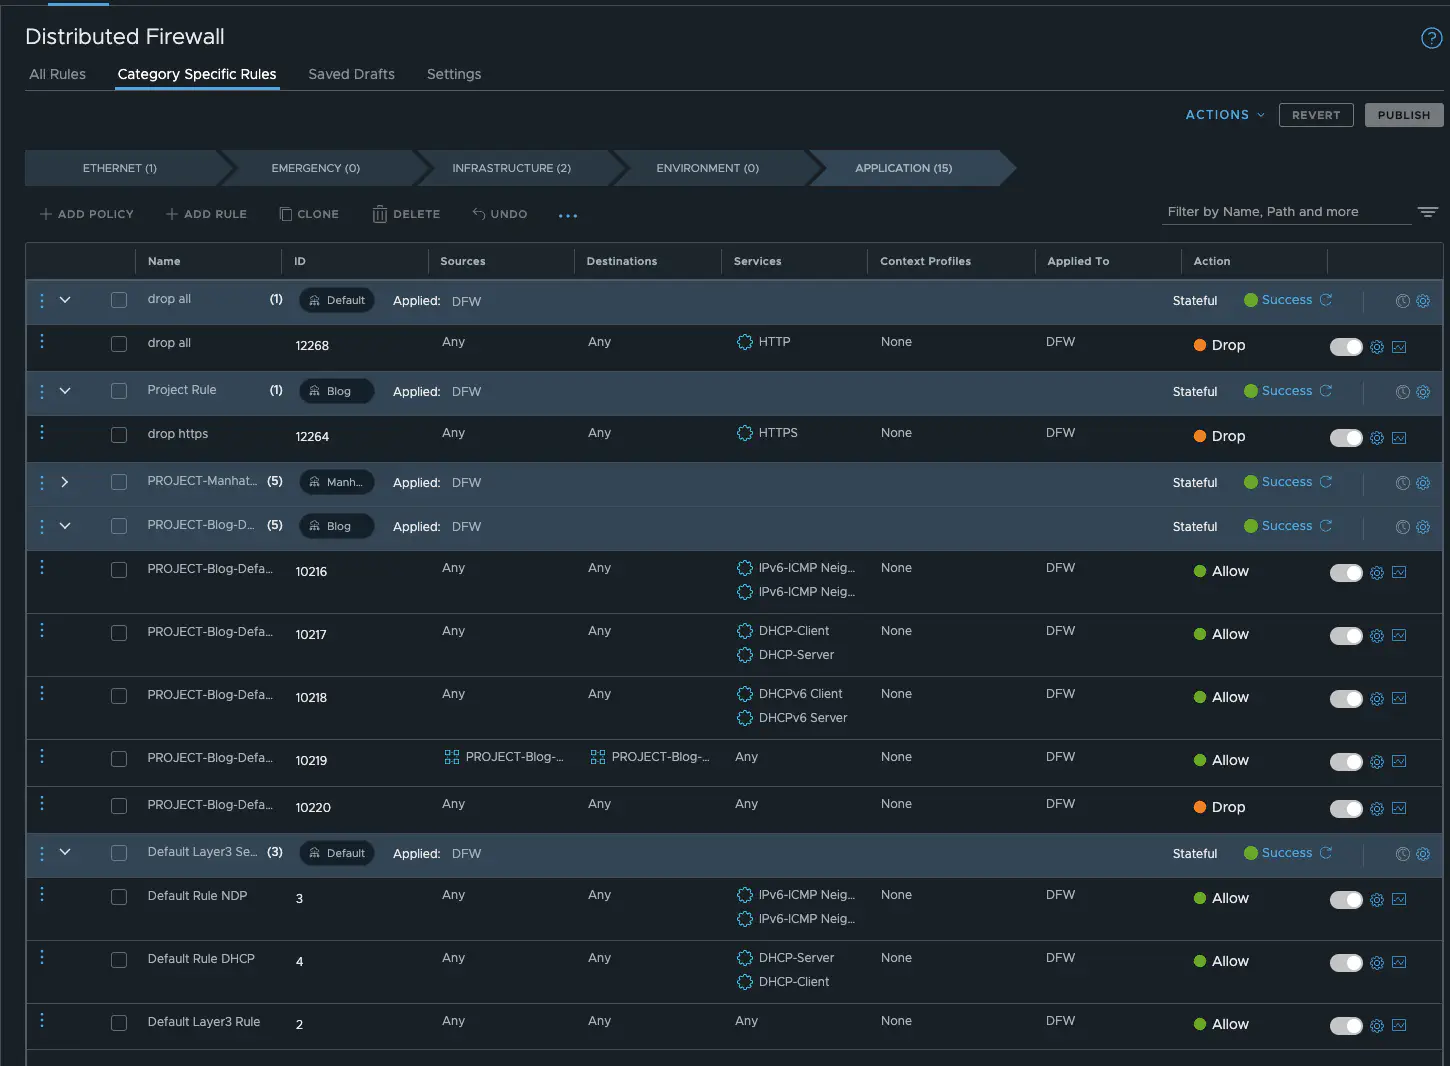 Distributed Firewall
?
All Rules Category Specific Rules Saved Drafts Settings
ACTIONS REVERT PUBLISH
ETHERNET (1) EMERGENCY (0) INFRASTRUCTURE (2) ENVIRONMENT (0) APPLICATION (15)
ADD POLICY ADD RULE CLONE DELETE UNDO ... Filter by Name, Path and more
Name ID Sources Destinations Services Context Profiles Applied To Action
drop all (1) Default Applied: DFW Stateful Success
drop all 12268 Any Any HTTP None DFW Drop
Project Rule (1) Blog Applied: DFW Stateful Success
drop https 12264 Any Any HTTPS None DFW Drop
PROJECT-Manhat... (5) Manh... Applied: DFW Stateful Success
PROJECT-Blog-D... (5) Blog Applied: DFW Stateful Success
PROJECT-Blog-Defa... 10216 Any Any IPv6-ICMP Neig... None DFW Allow
IPv6-ICMP Neig...
PROJECT-Blog-Defa... 10217 Any Any DHCP-Client None DFW Allow
DHCP-Server
PROJECT-Blog-Defa... 10218 Any Any DHCPv6 Client None DFW Allow
DHCPv6 Server
PROJECT-Blog-Defa... 10219 PROJECT-Blog-... PROJECT-Blog-... Any None DFW Allow
PROJECT-Blog-Defa... 10220 Any Any Any None DFW Drop
Default Layer3 Se... (3) Default Applied: DFW Stateful Success
Default Rule NDP 3 Any Any IPv6-ICMP Neig... None DFW Allow
IPv6-ICMP Neig...
Default Rule DHCP 4 Any Any DHCP-Server None DFW Allow
DHCP-Client
Default Layer3 Rule 2 Any Any Any None DFW Allow